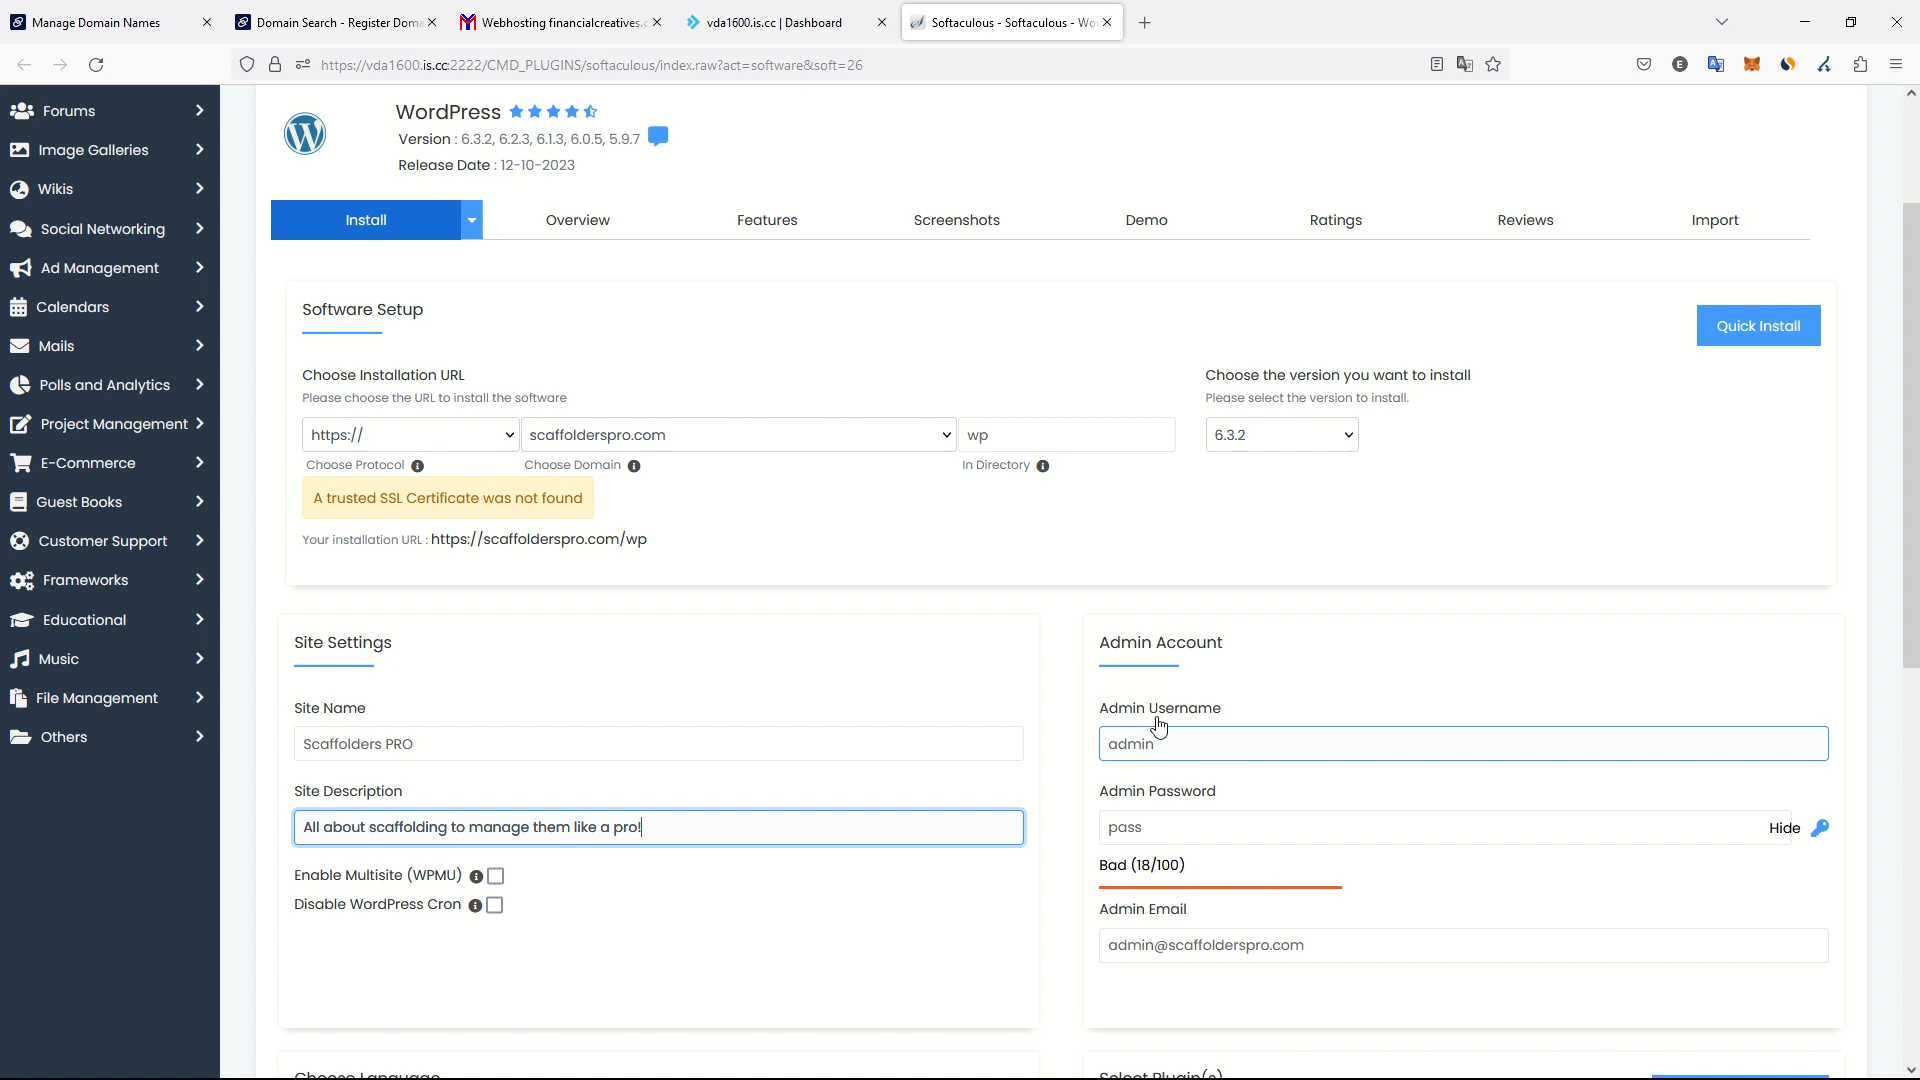 Manage Domain Names
Domain Search - Register Doma
Webhosting financialcreatives.c
vda1600.is.cc | Dashboard
Softaculous - Softaculous - Wo
https://vda1600.is.cc:2222/CMD_PLUGINS/softaculous/index.raw?act=software&soft=26
E
Forums
Image Galleries
Wikis
Social Networking
Ad Management
Calendars
Mails
Polls and Analytics
Project Management
E-Commerce
Guest Books
Customer Support
Frameworks
Educational
Music
File Management
Others
WordPress
Version : 6.3.2, 6.2.3, 6.1.3, 6.0.5, 5.9.7
Release Date : 12-10-2023
Install
Overview
Features
Screenshots
Demo
Ratings
Reviews
Import
Software Setup
Quick Install
Choose Installation URL
Please choose the URL to install the software
https://
scaffolderspro.com
wp
Choose Protocol
Choose Domain
In Directory
A trusted SSL Certificate was not found
Your installation URL : https://scaffolderspro.com/wp
Choose the version you want to install
Please select the version to install.
6.3.2
Site Settings
Site Name
Scaffolders PRO
Site Description
All about scaffolding to manage them like a pro!
Enable Multisite (WPMU)
Disable WordPress Cron
Admin Account
Admin Username
admin
Admin Password
pass
Hide
Bad (18/100)
Admin Email
admin@scaffolderspro.com
Choose Language
Select Plugin(s)